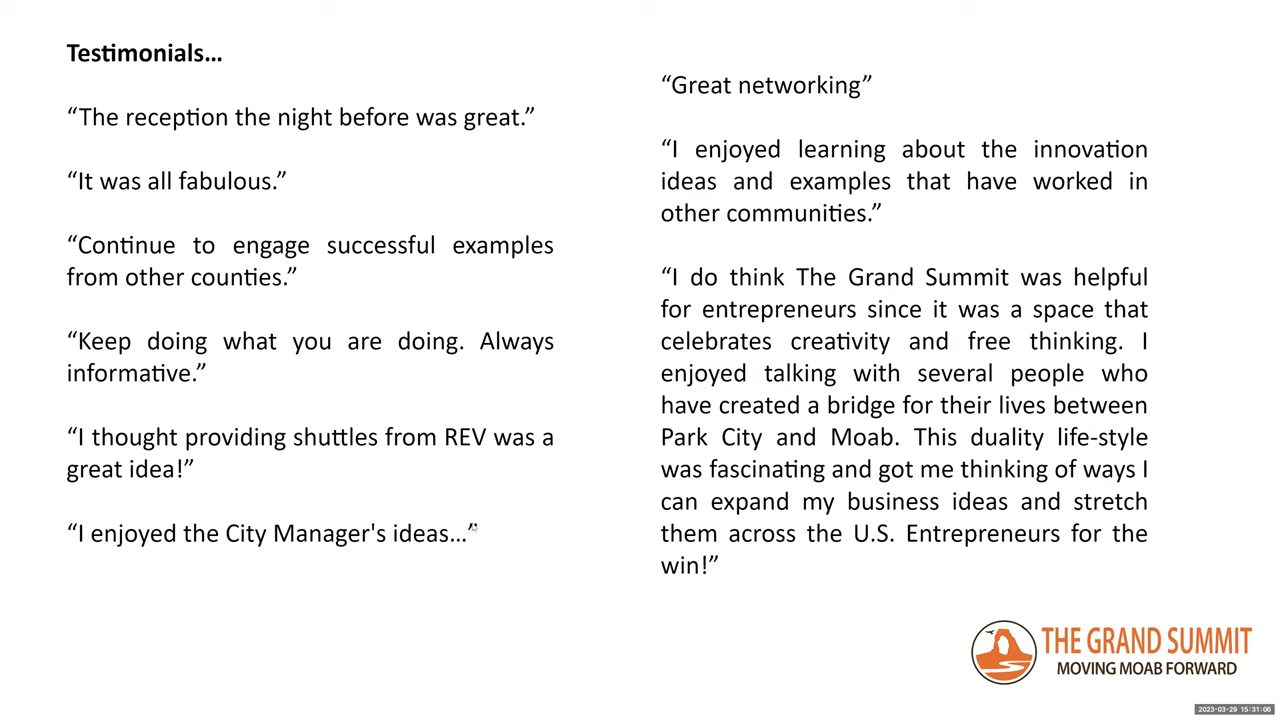 Testimonials...
“The reception the night before was great.”
“It was all fabulous.”
“Continue to engage successful examples
from other counties.”
“Keep doing what you are doing. Always
informative.”
“I thought providing shuttles from REV was a
great idea!”
“I enjoyed the City Manager's ideas...”
“Great networking”
“I enjoyed learning about the innovation
ideas and examples that have worked in
other communities.”
“I do think The Grand Summit was helpful
for entrepreneurs since it was a space that
celebrates creativity and free thinking. I
enjoyed talking with several people who
have created a bridge for their lives between
Park City and Moab. This duality life-style
was fascinating and got me thinking of ways I
can expand my business ideas and stretch
them across the U.S. Entrepreneurs for the
win!”
THE GRAND SUMMIT
MOVING MOAB FORWARD
2023-03-29 15:31:06